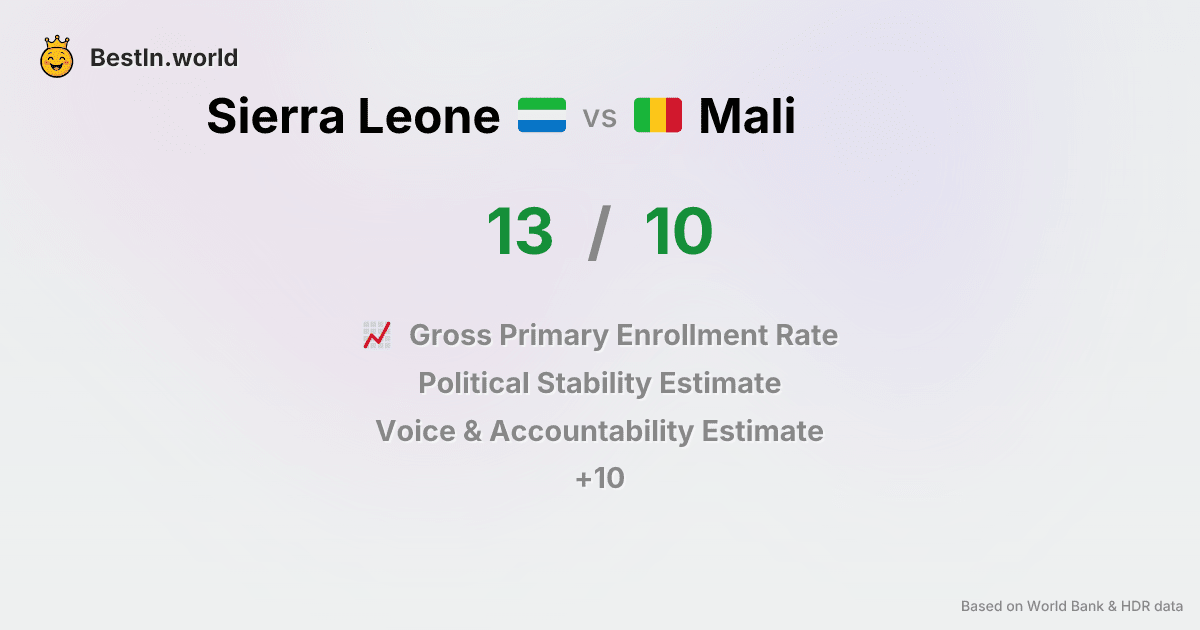 BestIn.world
Sierra Leone vs Mali
13 / 10
Gross Primary Enrollment Rate
Political Stability Estimate
Voice & Accountability Estimate
+10
Based on World Bank & HDR data